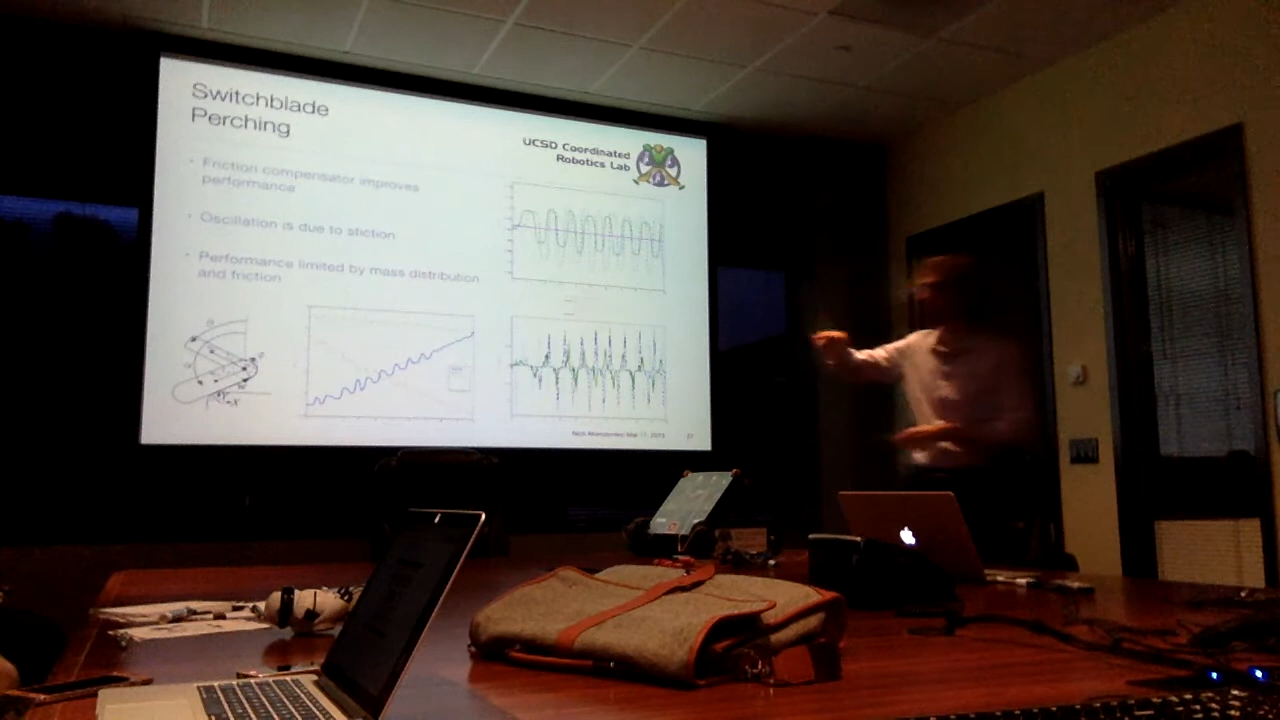 Switchblade
Perching
UCSD Coordinated
Robotics Lab
• Friction compensator improves
performance
• Oscillation is due to stiction
• Performance limited by mass distribution
and friction